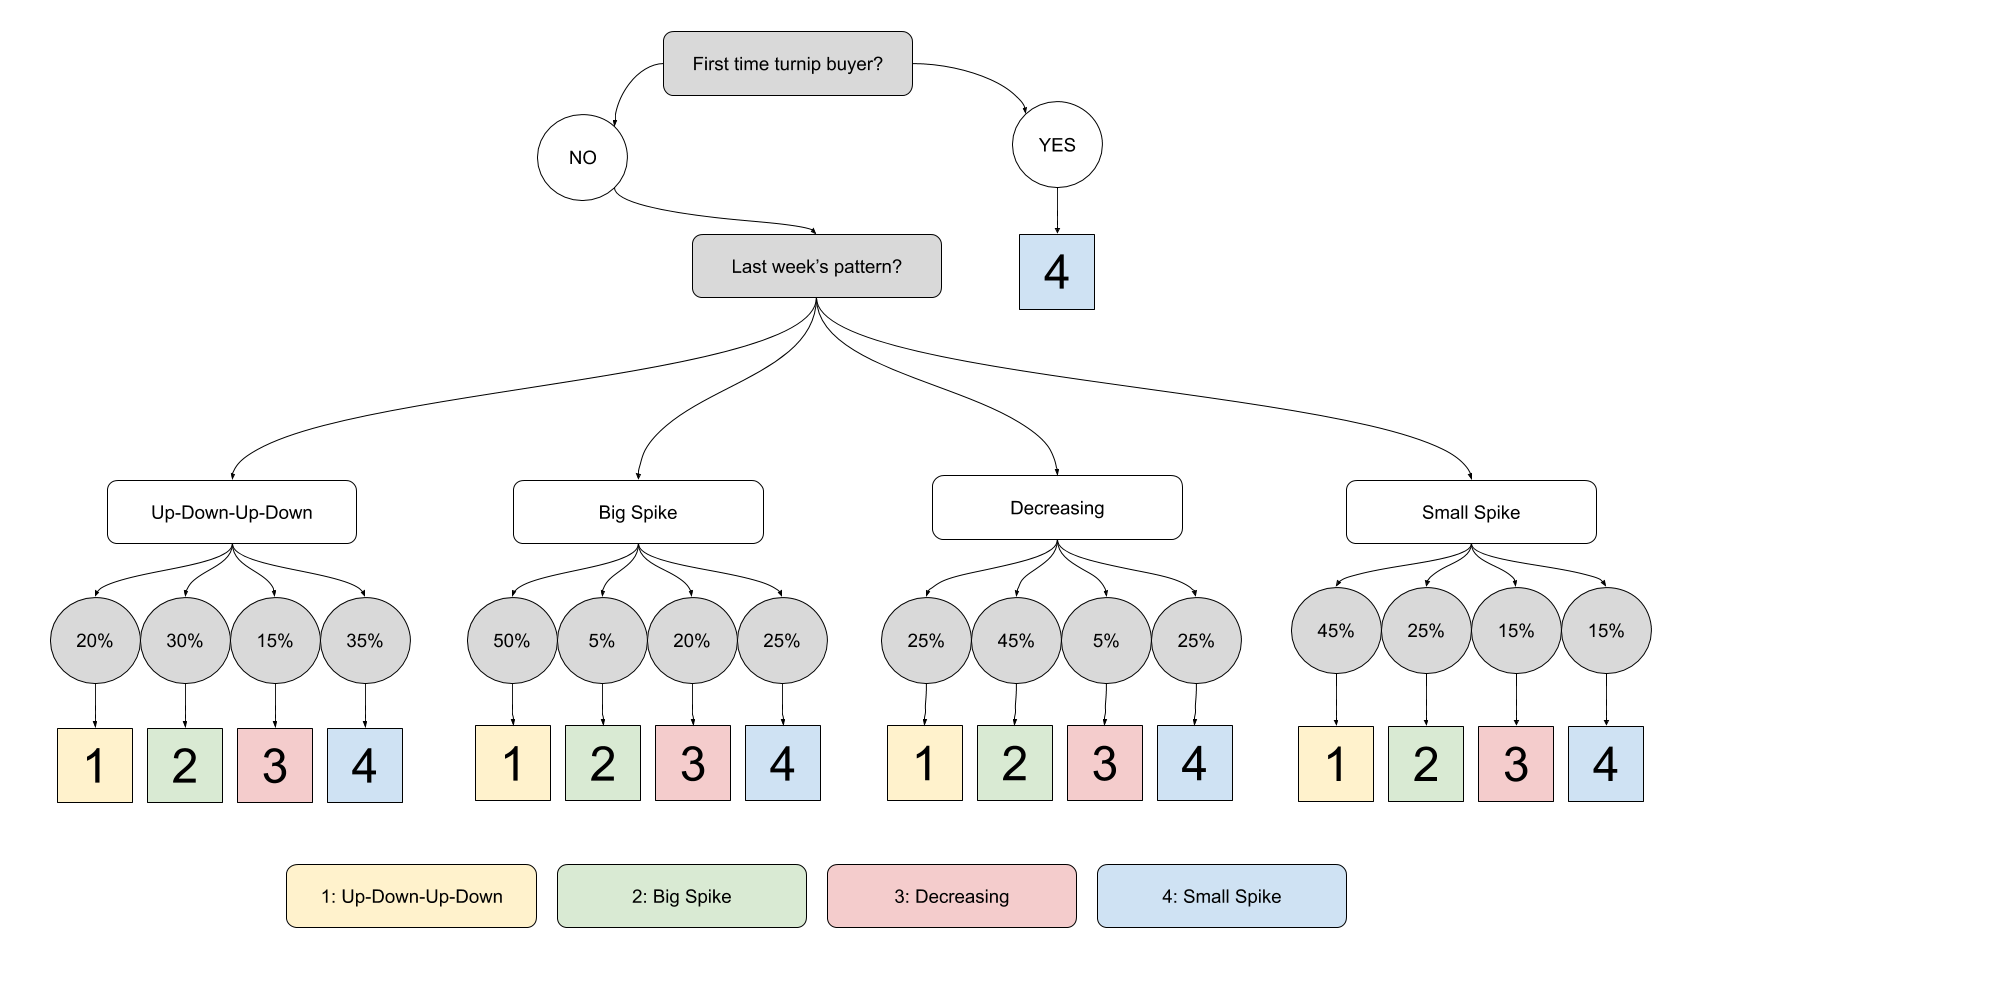 First time turnip buyer?
NO
YES
Last week’s pattern?
4
Up-Down-Up-Down
Big Spike
Decreasing
Small Spike
20%
30%
15%
35%
50%
5%
20%
25%
25%
45%
5%
25%
45%
25%
15%
15%
1
2
3
4
1
2
3
4
1
2
3
4
1
2
3
4
1: Up-Down-Up-Down
2: Big Spike
3: Decreasing
4: Small Spike